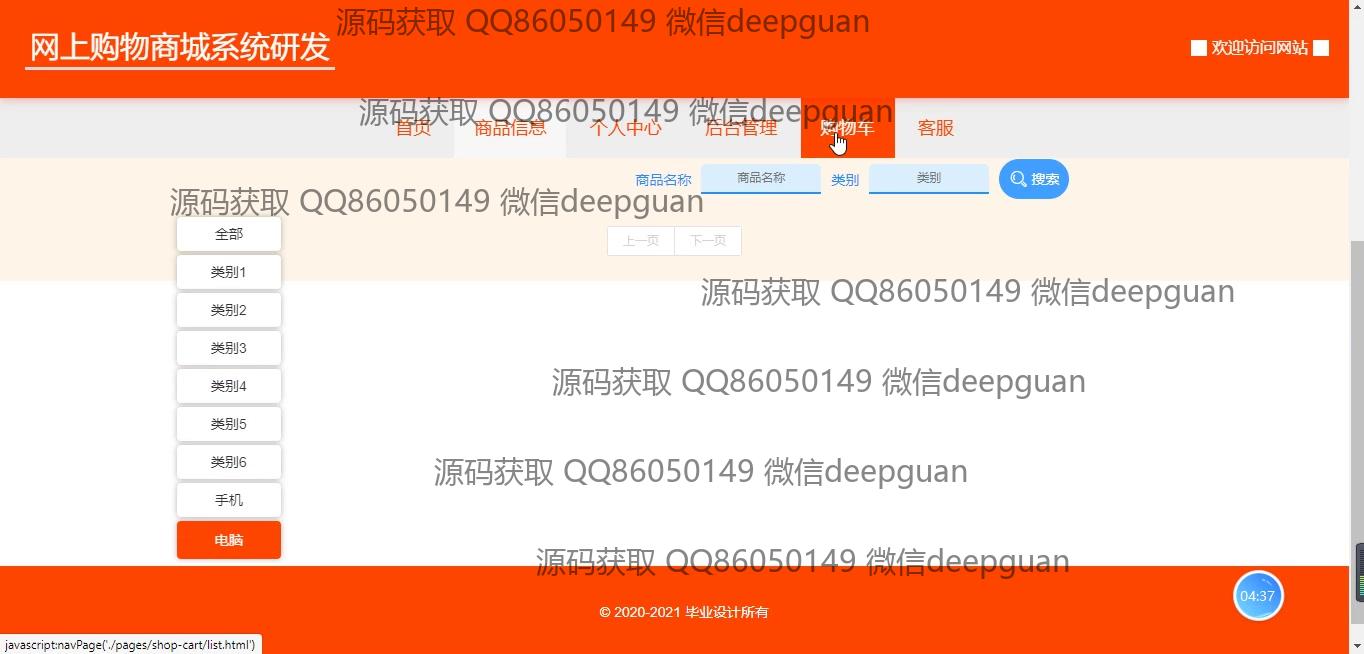 源码获取 QQ86050149 微信deepguan
网上购物商城系统研发
欢迎访问网站
源码获取 QQ86050149 微信deepguan
首页 商品信息 个人中心 后台管理 购物车 客服
商品名称 商品名称 类别 类别 搜索
源码获取 QQ86050149 微信deepguan
全部
上一页 下一页
类别1
源码获取 QQ86050149 微信deepguan
类别2
类别3
类别4
源码获取 QQ86050149 微信deepguan
类别5
类别6
源码获取 QQ86050149 微信deepguan
手机
电脑
源码获取 QQ86050149 微信deepguan
04:37
© 2020-2021 毕业设计所有
javascript:navPage('./pages/shop-cart/list.html')